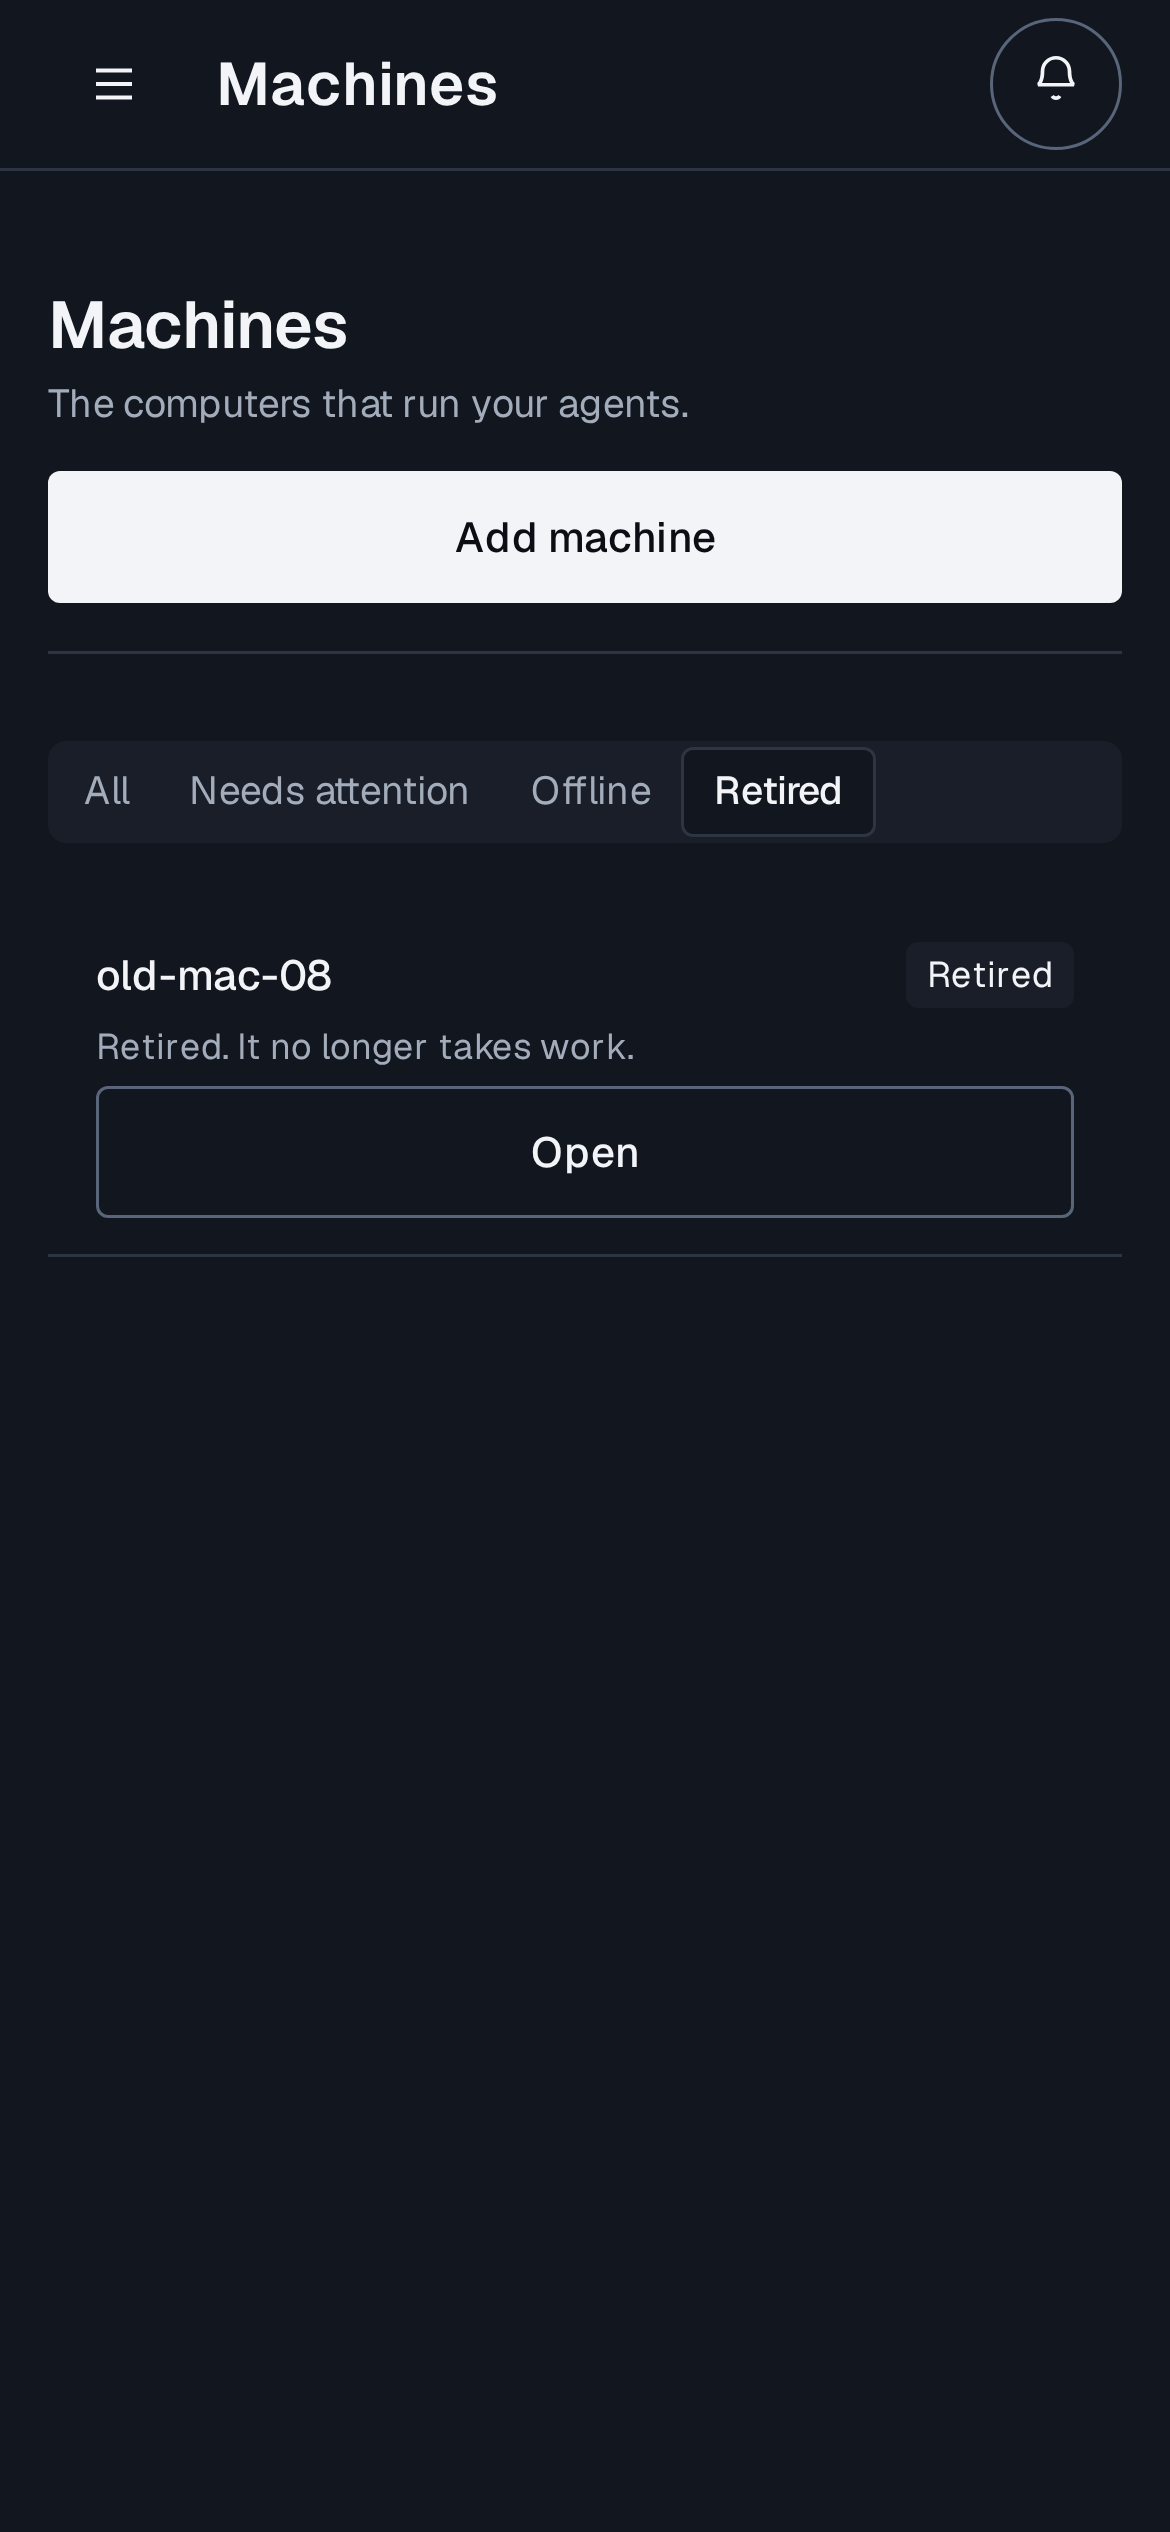 Machines
Machines
The computers that run your agents.
Add machine
All Needs attention Offline Retired
old-mac-08 Retired
Retired. It no longer takes work.
Open